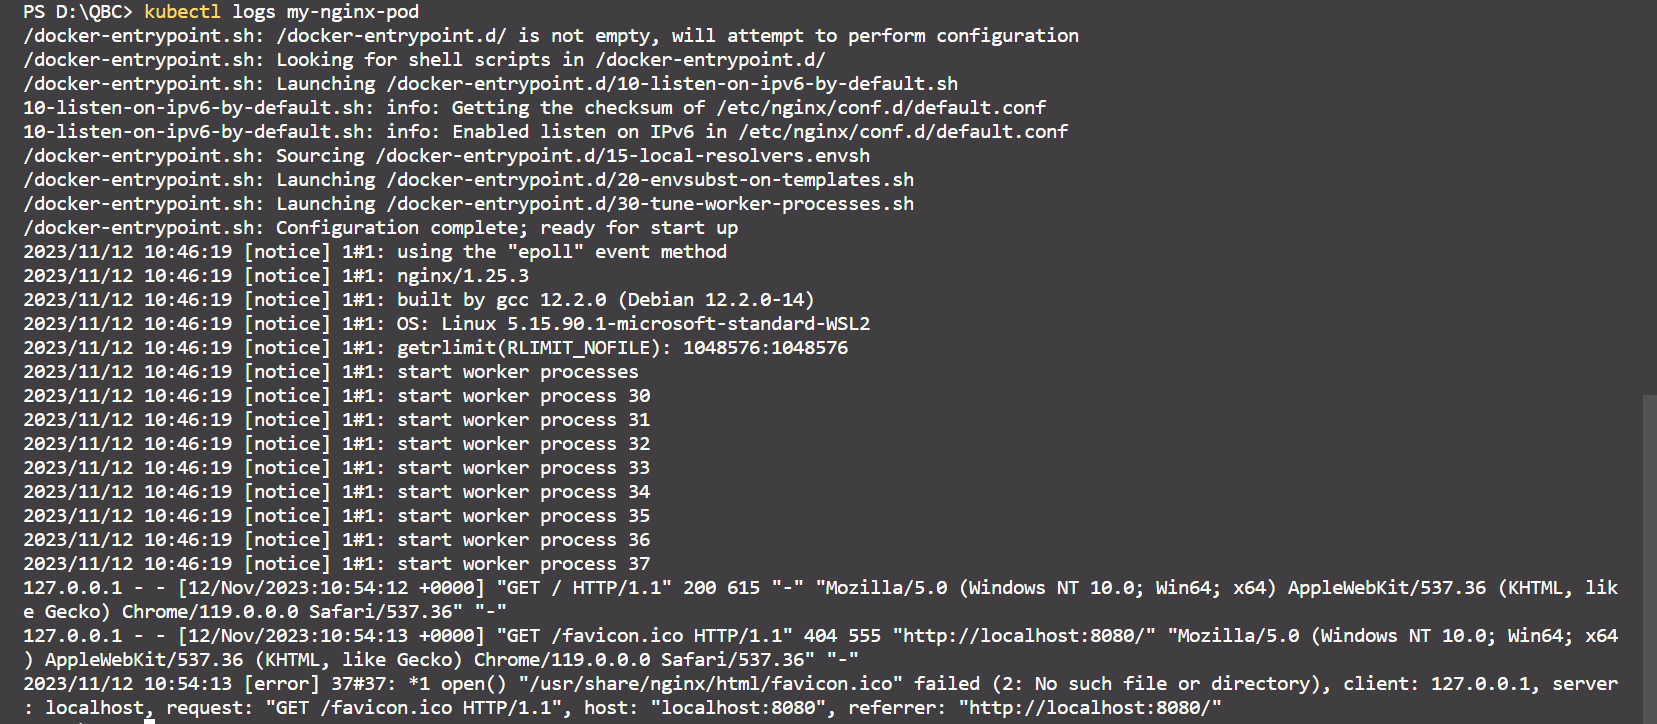 PS D:\QBC> kubectl logs my-nginx-pod
/docker-entrypoint.sh: /docker-entrypoint.d/ is not empty, will attempt to perform configuration
/docker-entrypoint.sh: Looking for shell scripts in /docker-entrypoint.d/
/docker-entrypoint.sh: Launching /docker-entrypoint.d/10-listen-on-ipv6-by-default.sh
10-listen-on-ipv6-by-default.sh: info: Getting the checksum of /etc/nginx/conf.d/default.conf
10-listen-on-ipv6-by-default.sh: info: Enabled listen on IPv6 in /etc/nginx/conf.d/default.conf
/docker-entrypoint.sh: Sourcing /docker-entrypoint.d/15-local-resolvers.envsh
/docker-entrypoint.sh: Launching /docker-entrypoint.d/20-envsubst-on-templates.sh
/docker-entrypoint.sh: Launching /docker-entrypoint.d/30-tune-worker-processes.sh
/docker-entrypoint.sh: Configuration complete; ready for start up
2023/11/12 10:46:19 [notice] 1#1: using the "epoll" event method
2023/11/12 10:46:19 [notice] 1#1: nginx/1.25.3
2023/11/12 10:46:19 [notice] 1#1: built by gcc 12.2.0 (Debian 12.2.0-14)
2023/11/12 10:46:19 [notice] 1#1: OS: Linux 5.15.90.1-microsoft-standard-WSL2
2023/11/12 10:46:19 [notice] 1#1: getrlimit(RLIMIT_NOFILE): 1048576:1048576
2023/11/12 10:46:19 [notice] 1#1: start worker processes
2023/11/12 10:46:19 [notice] 1#1: start worker process 30
2023/11/12 10:46:19 [notice] 1#1: start worker process 31
2023/11/12 10:46:19 [notice] 1#1: start worker process 32
2023/11/12 10:46:19 [notice] 1#1: start worker process 33
2023/11/12 10:46:19 [notice] 1#1: start worker process 34
2023/11/12 10:46:19 [notice] 1#1: start worker process 35
2023/11/12 10:46:19 [notice] 1#1: start worker process 36
2023/11/12 10:46:19 [notice] 1#1: start worker process 37
127.0.0.1 - - [12/Nov/2023:10:54:12 +0000] "GET / HTTP/1.1" 200 615 "-" "Mozilla/5.0 (Windows NT 10.0; Win64; x64) AppleWebKit/537.36 (KHTML, lik
e Gecko) Chrome/119.0.0.0 Safari/537.36" "-"
127.0.0.1 - - [12/Nov/2023:10:54:13 +0000] "GET /favicon.ico HTTP/1.1" 404 555 "http://localhost:8080/" "Mozilla/5.0 (Windows NT 10.0; Win64; x64
) AppleWebKit/537.36 (KHTML, like Gecko) Chrome/119.0.0.0 Safari/537.36" "-"
2023/11/12 10:54:13 [error] 37#37: *1 open() "/usr/share/nginx/html/favicon.ico" failed (2: No such file or directory), client: 127.0.0.1, server
: localhost, request: "GET /favicon.ico HTTP/1.1", host: "localhost:8080", referrer: "http://localhost:8080/"